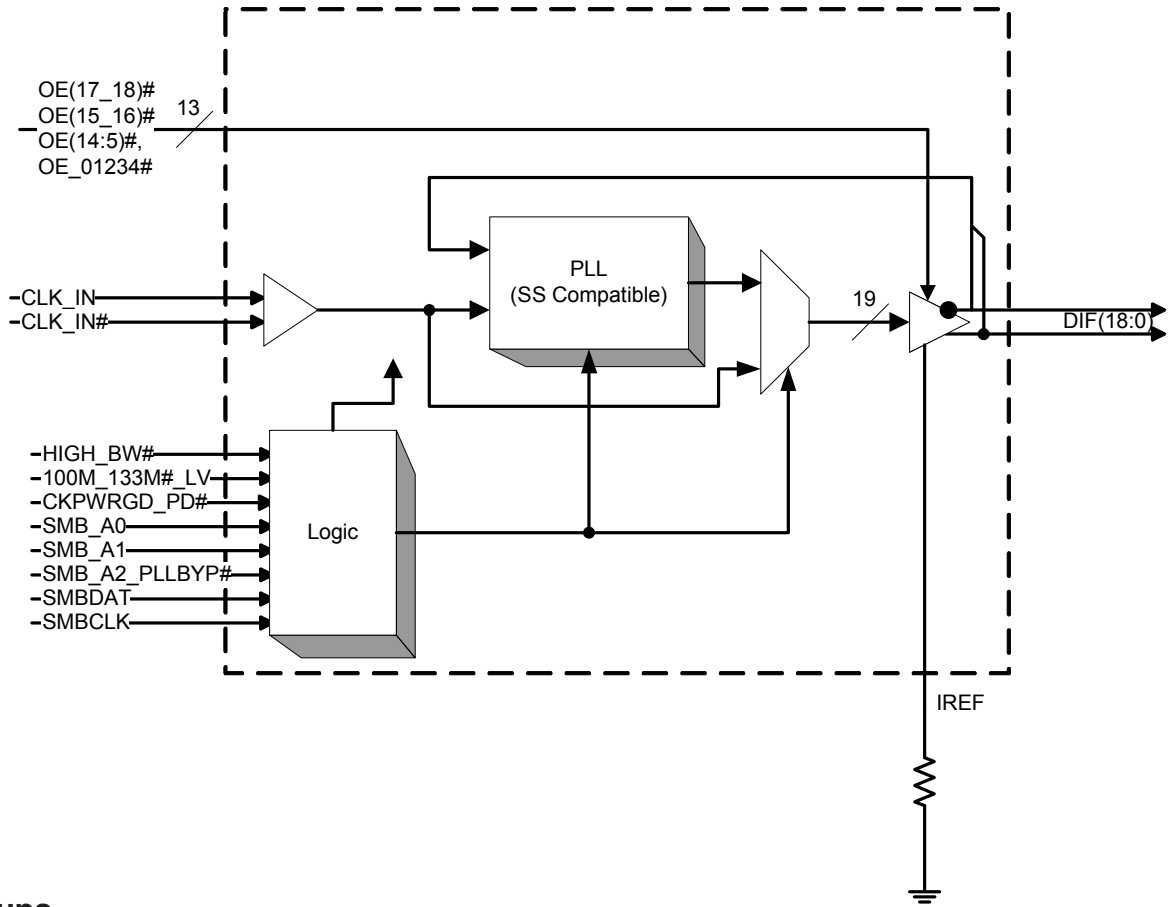 OE(17_18)#
OE(15_16)#
OE(14:5)#,
OE_01234#
13
PLL
(SS Compatible)
CLK_IN
CLK_IN#
19
DIF(18:0)
HIGH_BW#
100M_133M#_LV
CKPWRGD_PD#
SMB_A0
SMB_A1
SMB_A2_PLLBYP#
SMBDAT
SMBCLK
Logic
IREF